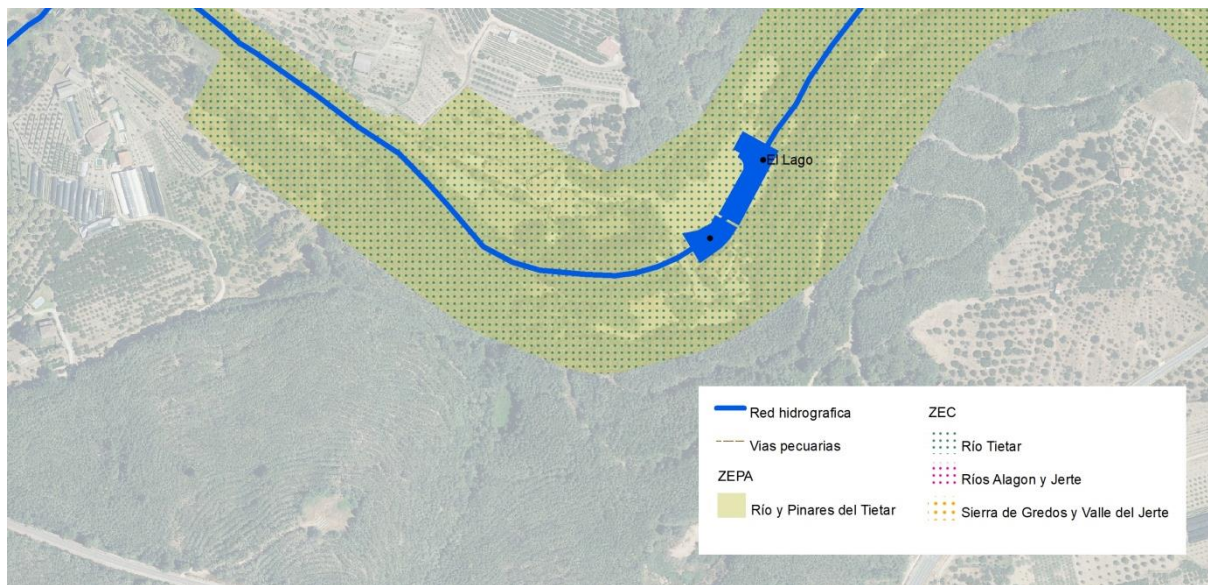 El Lago
Red hidrografica
Vias pecuarias
ZEPA
Río y Pinares del Tietar
ZEC
Río Tietar
Ríos Alagon y Jerte
Sierra de Gredos y Valle del Jerte